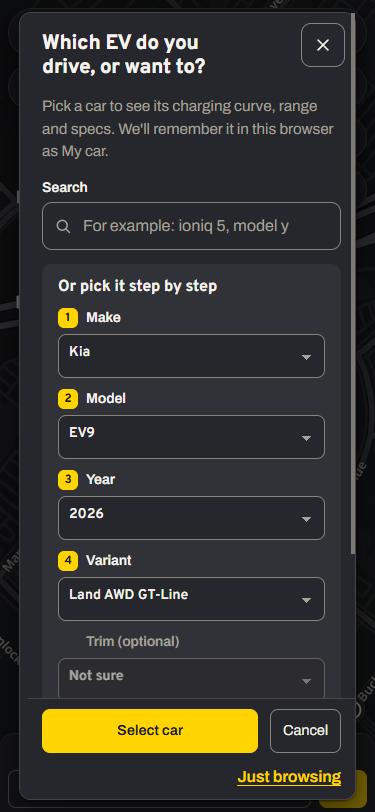 Which EV do you
drive, or want to?
Pick a car to see its charging curve, range
and specs. We'll remember it in this browser
as My car.
Search
For example: ioniq 5, model y
Or pick it step by step
1 Make
Kia
2 Model
EV9
3 Year
2026
4 Variant
Land AWD GT-Line
Trim (optional)
Not sure
Select car
Cancel
Just browsing